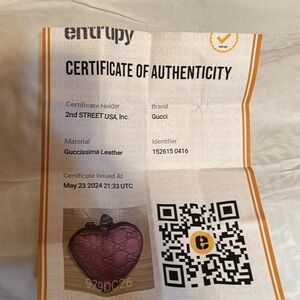 entrupy
CERTIFICATE OF AUTHENTICITY
Certificate Holder
2nd STREET USA, Inc.
Brand
Gucci
Material
Guccissima Leather
Identifier
152615 0416
Certificate Issued At
May 23 2024 21:33 UTC
979DC26
e